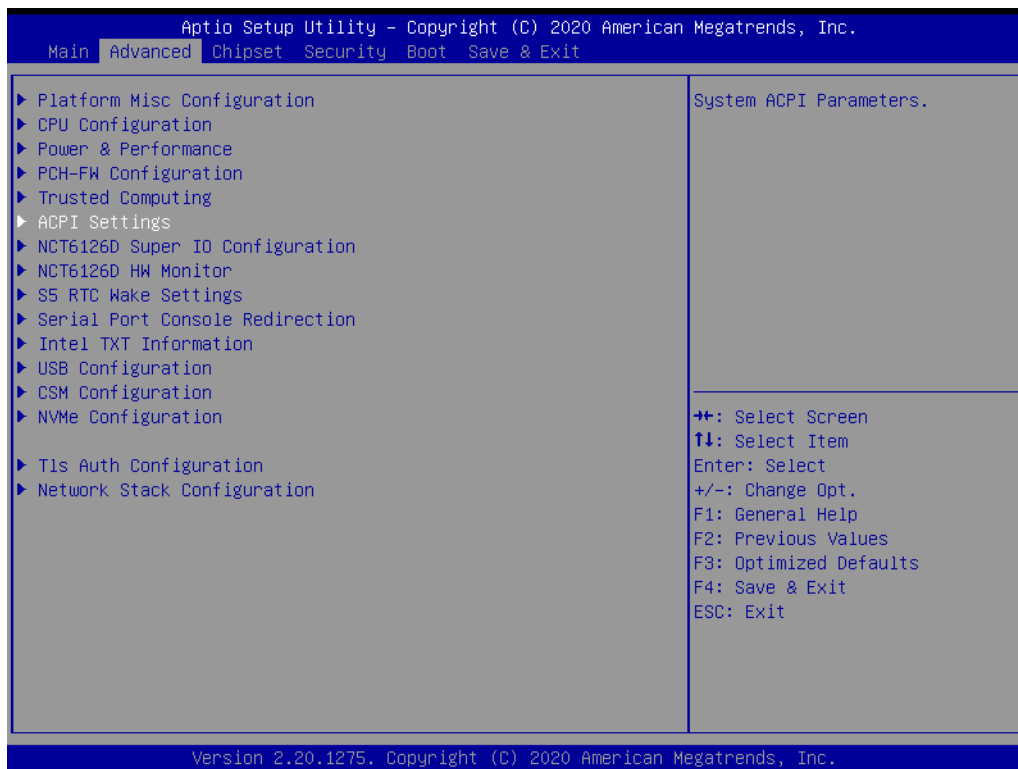 Aptio Setup Utility – Copyright (C) 2020 American Megatrends, Inc.
Main Advanced Chipset Security Boot Save & Exit
▶ Platform Misc Configuration
▶ CPU Configuration
▶ Power & Performance
▶ PCH-FW Configuration
▶ Trusted Computing
▶ ACPI Settings
▶ NCT6126D Super IO Configuration
▶ NCT6126D HW Monitor
▶ S5 RTC Wake Settings
▶ Serial Port Console Redirection
▶ Intel TXT Information
▶ USB Configuration
▶ CSM Configuration
▶ NVMe Configuration
▶ Tls Auth Configuration
▶ Network Stack Configuration
System ACPI Parameters.
→←: Select Screen
↑↓: Select Item
Enter: Select
+/-: Change Opt.
F1: General Help
F2: Previous Values
F3: Optimized Defaults
F4: Save & Exit
ESC: Exit
Version 2.20.1275. Copyright (C) 2020 American Megatrends, Inc.